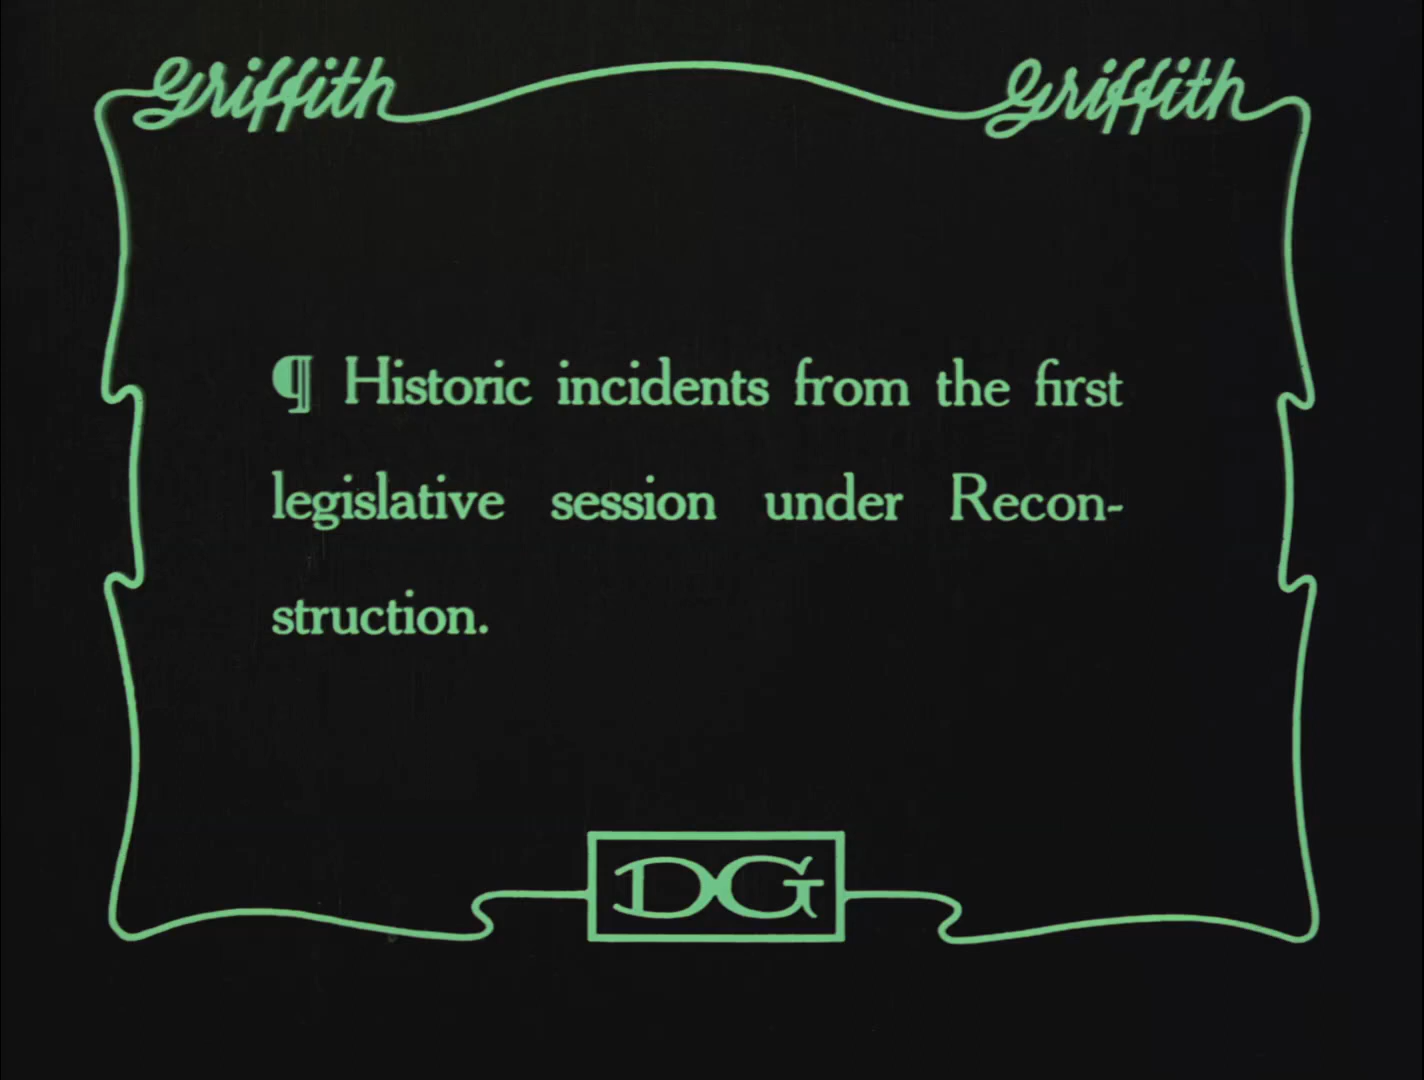 Griffith Griffith
¶ Historic incidents from the first
legislative session under Recon-
struction.
DG